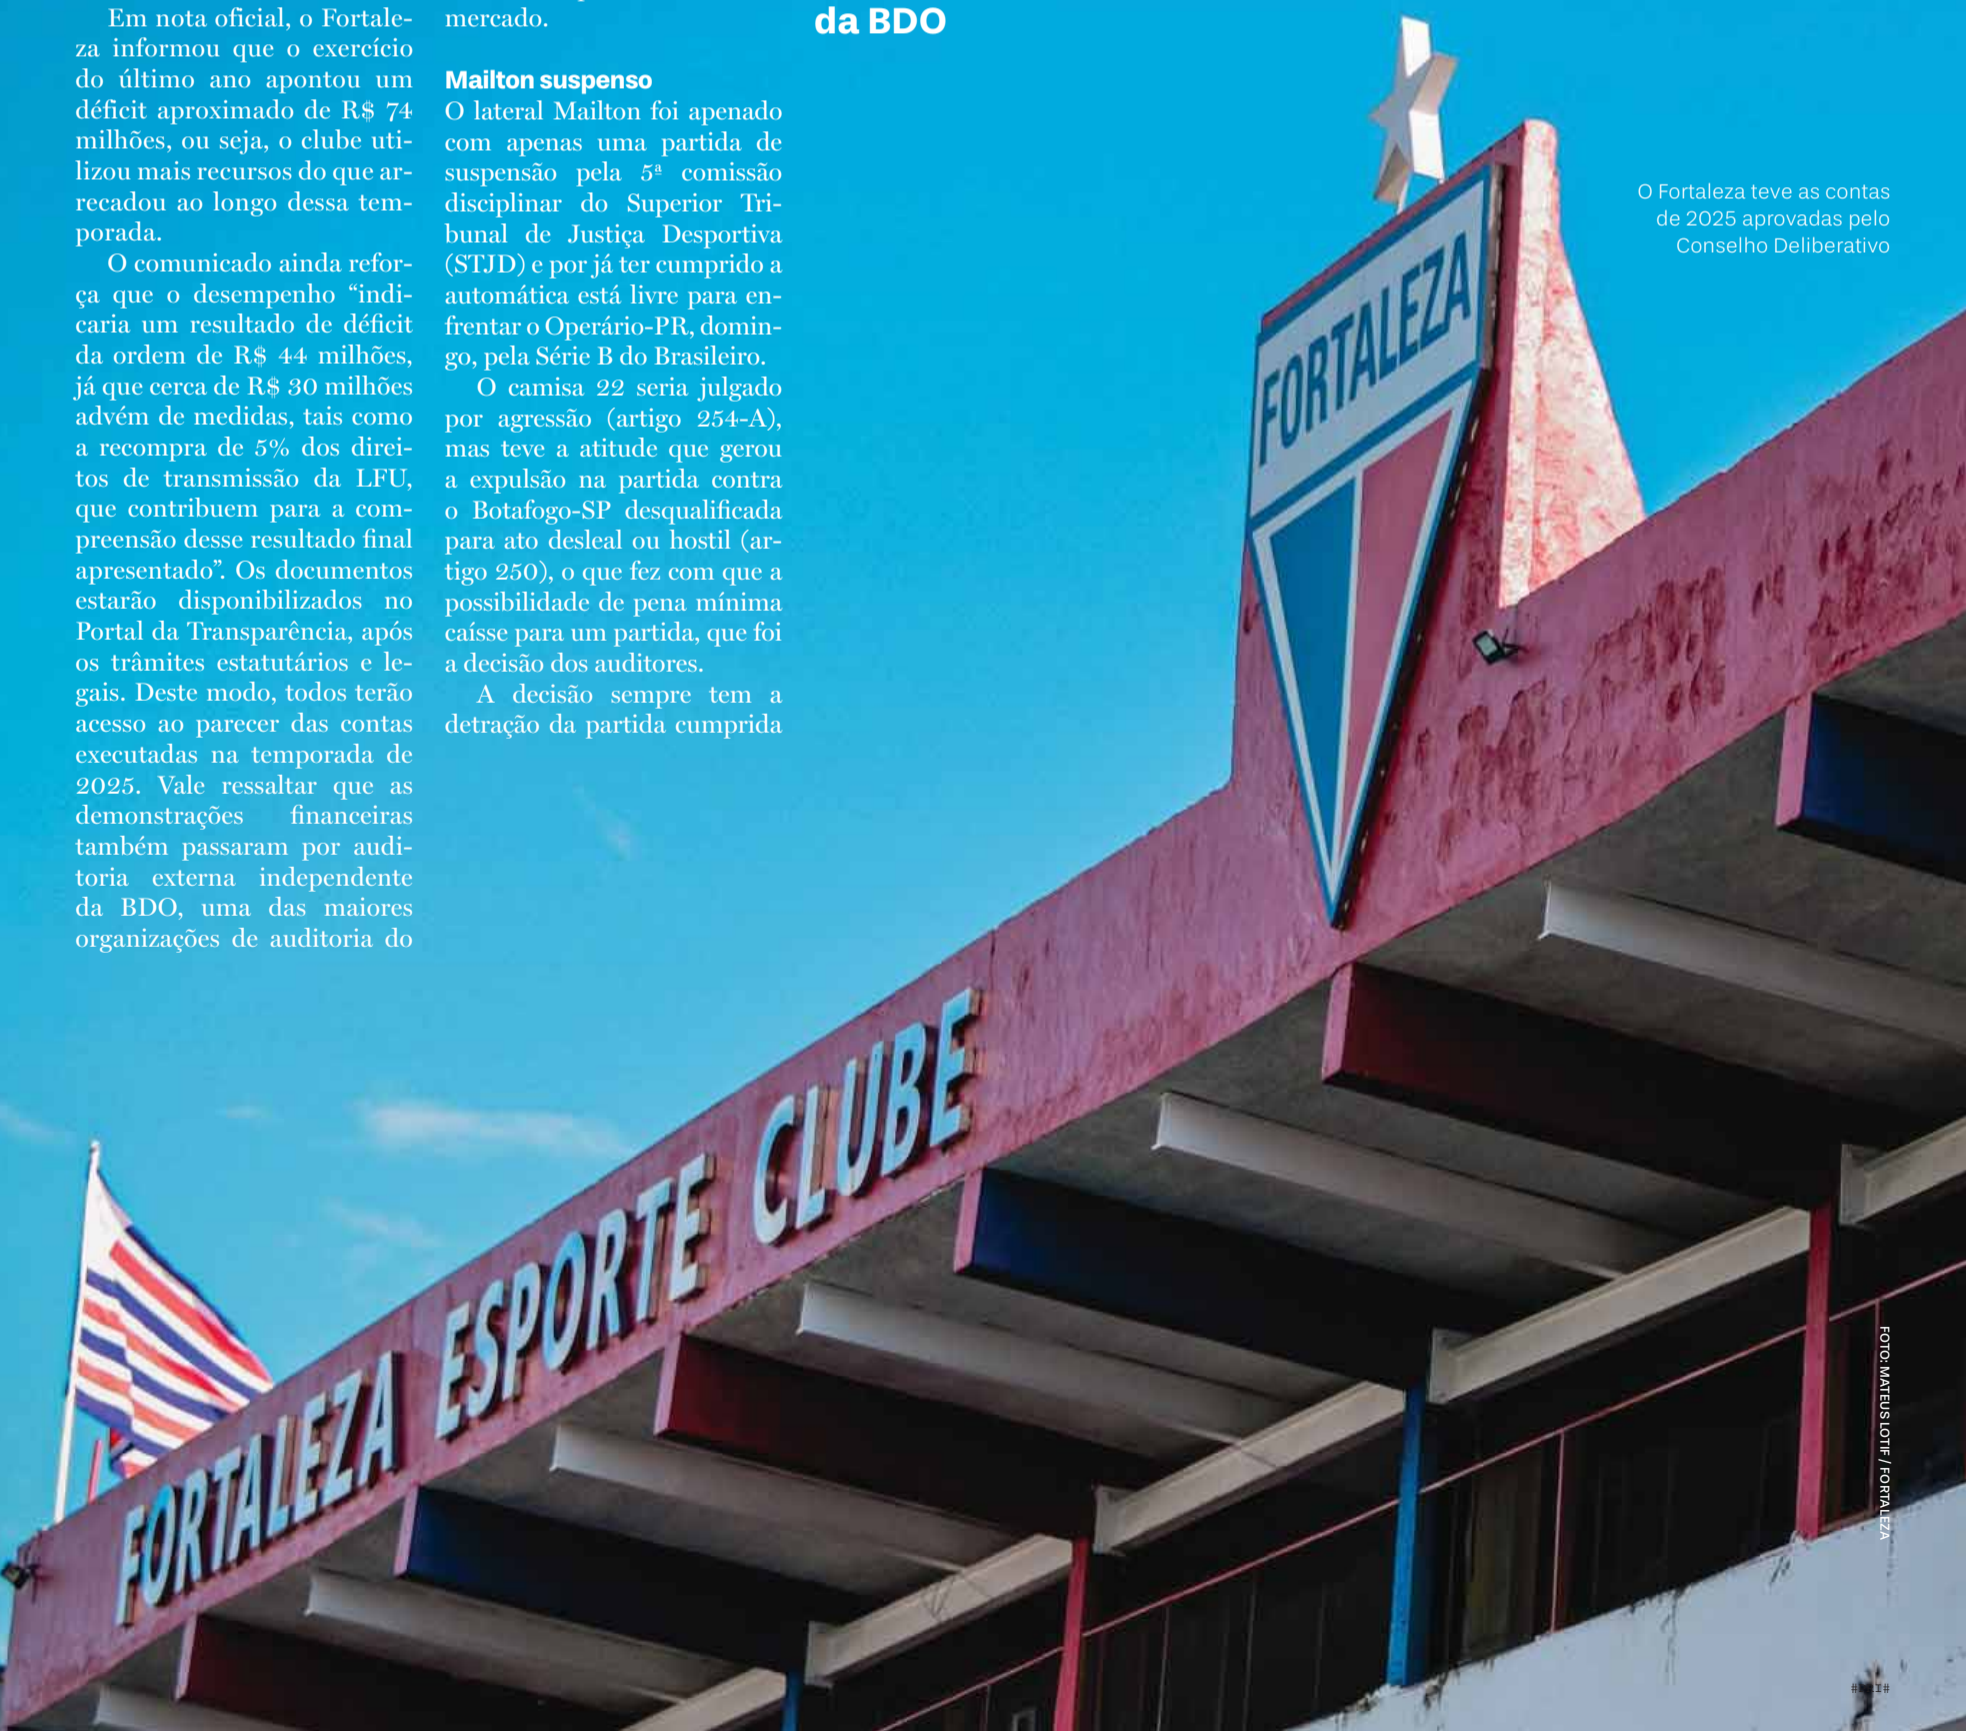 Em nota oficial, o Fortale-
za informou que o exercício
do último ano apontou um
déficit aproximado de R$ 74
milhões, ou seja, o clube uti-
lizou mais recursos do que ar-
recadou ao longo dessa tem-
porada.
O comunicado ainda refor-
ça que o desempenho “indi-
caria um resultado de déficit
da ordem de R$ 44 milhões,
já que cerca de R$ 30 milhões
advém de medidas, tais como
a recompra de 5% dos direi-
tos de transmissão da LFU,
que contribuem para a com-
preensão desse resultado final
apresentado”. Os documentos
estarão disponibilizados no
Portal da Transparência, após
os trâmites estatutários e le-
gais. Deste modo, todos terão
acesso ao parecer das contas
executadas na temporada de
2025. Vale ressaltar que as
demonstrações financeiras
também passaram por audi-
toria externa independente
da BDO, uma das maiores
organizações de auditoria do
mercado.
Mailton suspenso
O lateral Mailton foi apenado
com apenas uma partida de
suspensão pela 5ª comissão
disciplinar do Superior Tri-
bunal de Justiça Desportiva
(STJD) e por já ter cumprido a
automática está livre para en-
frentar o Operário-PR, domin-
go, pela Série B do Brasileiro.
O camisa 22 seria julgado
por agressão (artigo 254-A),
mas teve a atitude que gerou
a expulsão na partida contra
o Botafogo-SP desqualificada
para ato desleal ou hostil (ar-
tigo 250), o que fez com que a
possibilidade de pena mínima
caísse para um partida, que foi
a decisão dos auditores.
A decisão sempre tem a
detração da partida cumprida
da BDO
O Fortaleza teve as contas
de 2025 aprovadas pelo
Conselho Deliberativo
FORTALEZA
FORTALEZA ESPORTE CLUBE
FOTO: MATEUS LOTIF / FORTALEZA